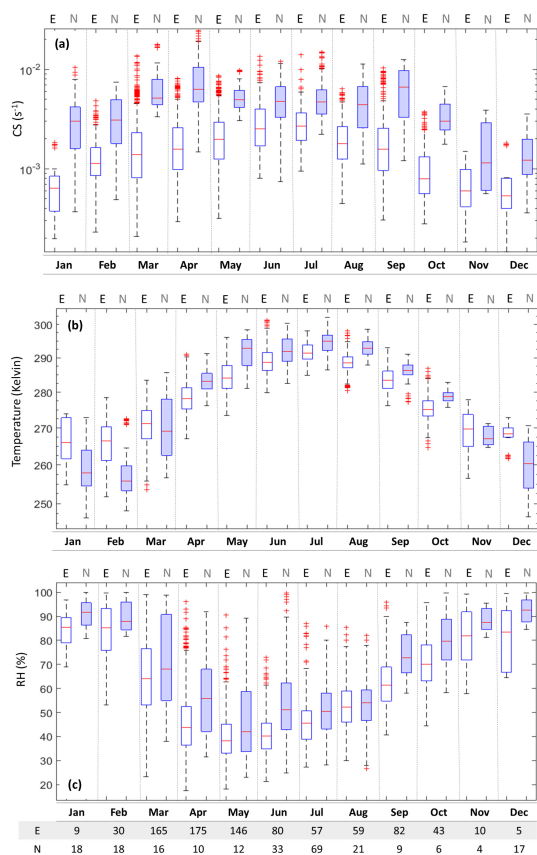 E N E N E N E N E N E N E N E N E N E N E N E N
(a)
CS (s⁻¹)
10⁻²
10⁻³
Jan Feb Mar Apr May Jun Jul Aug Sep Oct Nov Dec
E N E N E N E N E N E N E N E N E N E N E N E N
(b)
Temperature (Kelvin)
300
290
280
270
260
250
Jan Feb Mar Apr May Jun Jul Aug Sep Oct Nov Dec
E N E N E N E N E N E N E N E N E N E N E N E N
RH (%)
100
90
80
70
60
50
40
30
20
(c)
Jan Feb Mar Apr May Jun Jul Aug Sep Oct Nov Dec
E 9 30 165 175 146 80 57 59 82 43 10 5
N 18 18 16 10 12 33 69 21 9 6 4 17